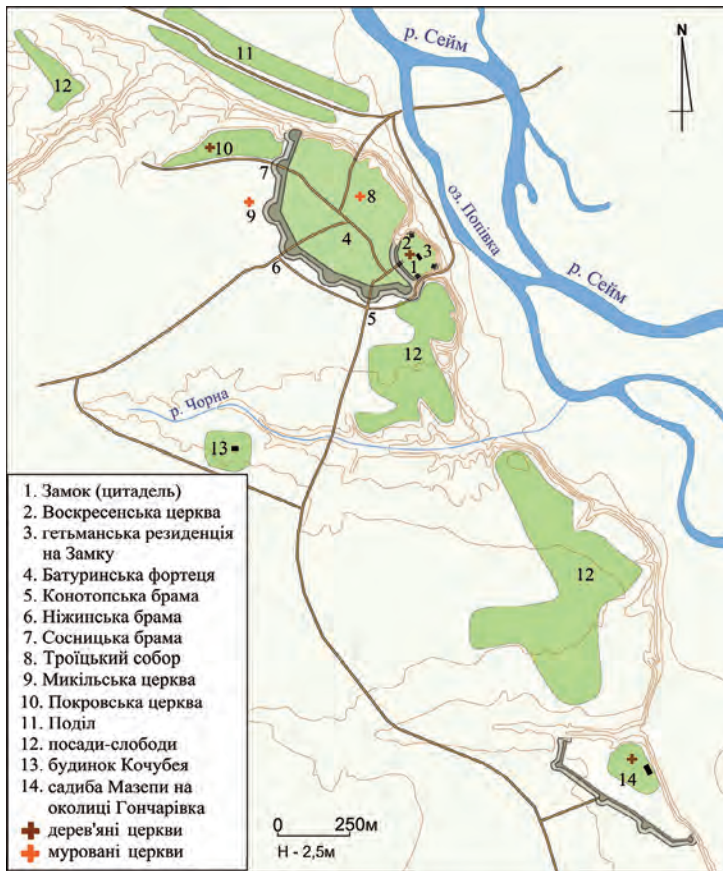 р. Сейм
N
11
12
10
7
8
9
оз. Попівка
4
2
3
1
6
р. Сейм
5
12
р. Чорна
13
12
14
1. Замок (цитадель)
2. Воскресенська церква
3. гетьманська резиденція
на Замку
4. Батуринська фортеця
5. Конотопська брама
6. Ніжинська брама
7. Сосницька брама
8. Троїцький собор
9. Микільська церква
10. Покровська церква
11. Поділ
12. посади-слободи
13. будинок Кочубея
14. садиба Мазепи на
околиці Гончарівка
дерев'яні церкви
муровані церкви
0 250м
Н - 2,5м